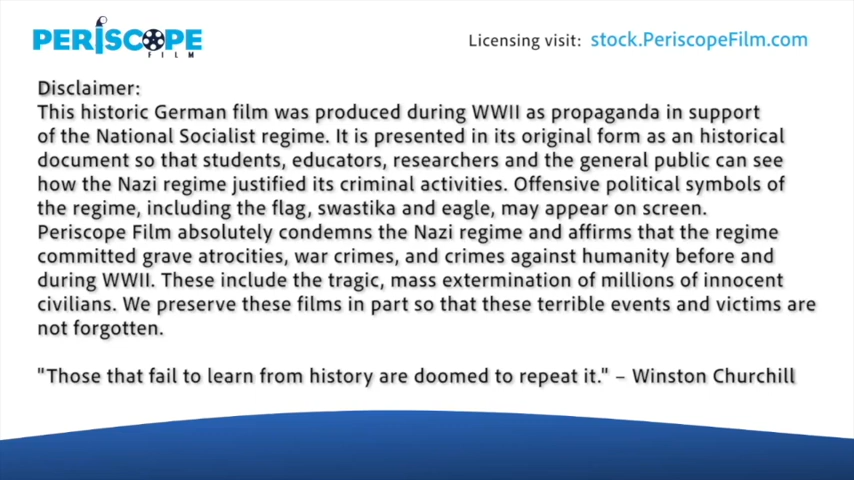 PERISCOPE
FILM
Licensing visit: stock.PeriscopeFilm.com
Disclaimer:
This historic German film was produced during WWII as propaganda in support
of the National Socialist regime. It is presented in its original form as an historical
document so that students, educators, researchers and the general public can see
how the Nazi regime justified its criminal activities. Offensive political symbols of
the regime, including the flag, swastika and eagle, may appear on screen.
Periscope Film absolutely condemns the Nazi regime and affirms that the regime
committed grave atrocities, war crimes, and crimes against humanity before and
during WWII. These include the tragic, mass extermination of millions of innocent
civilians. We preserve these films in part so that these terrible events and victims are
not forgotten.
"Those that fail to learn from history are doomed to repeat it." – Winston Churchill